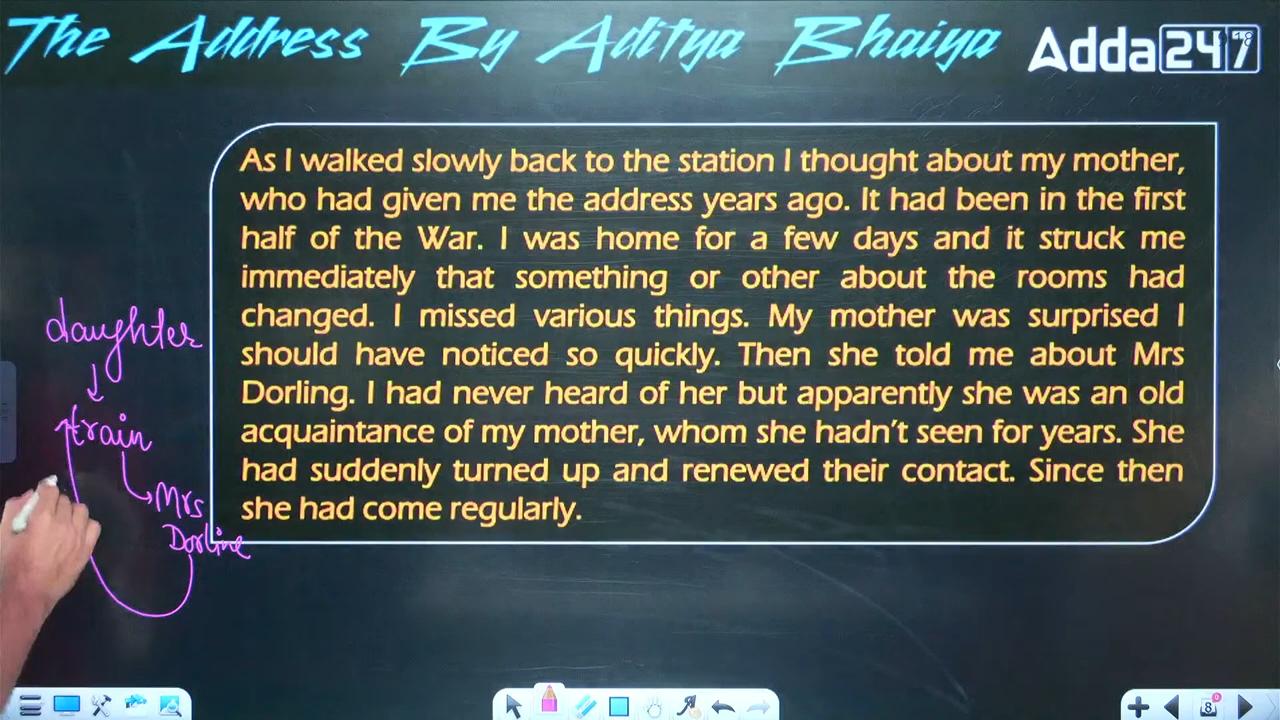 The Address By Aditya Bhaiya
Adda247
As I walked slowly back to the station I thought about my mother,
who had given me the address years ago. It had been in the first
half of the War. I was home for a few days and it struck me
immediately that something or other about the rooms had
changed. I missed various things. My mother was surprised I
should have noticed so quickly. Then she told me about Mrs
Dorling. I had never heard of her but apparently she was an old
acquaintance of my mother, whom she hadn't seen for years. She
had suddenly turned up and renewed their contact. Since then
she had come regularly.
daughter
train
Mrs
Dorline
8